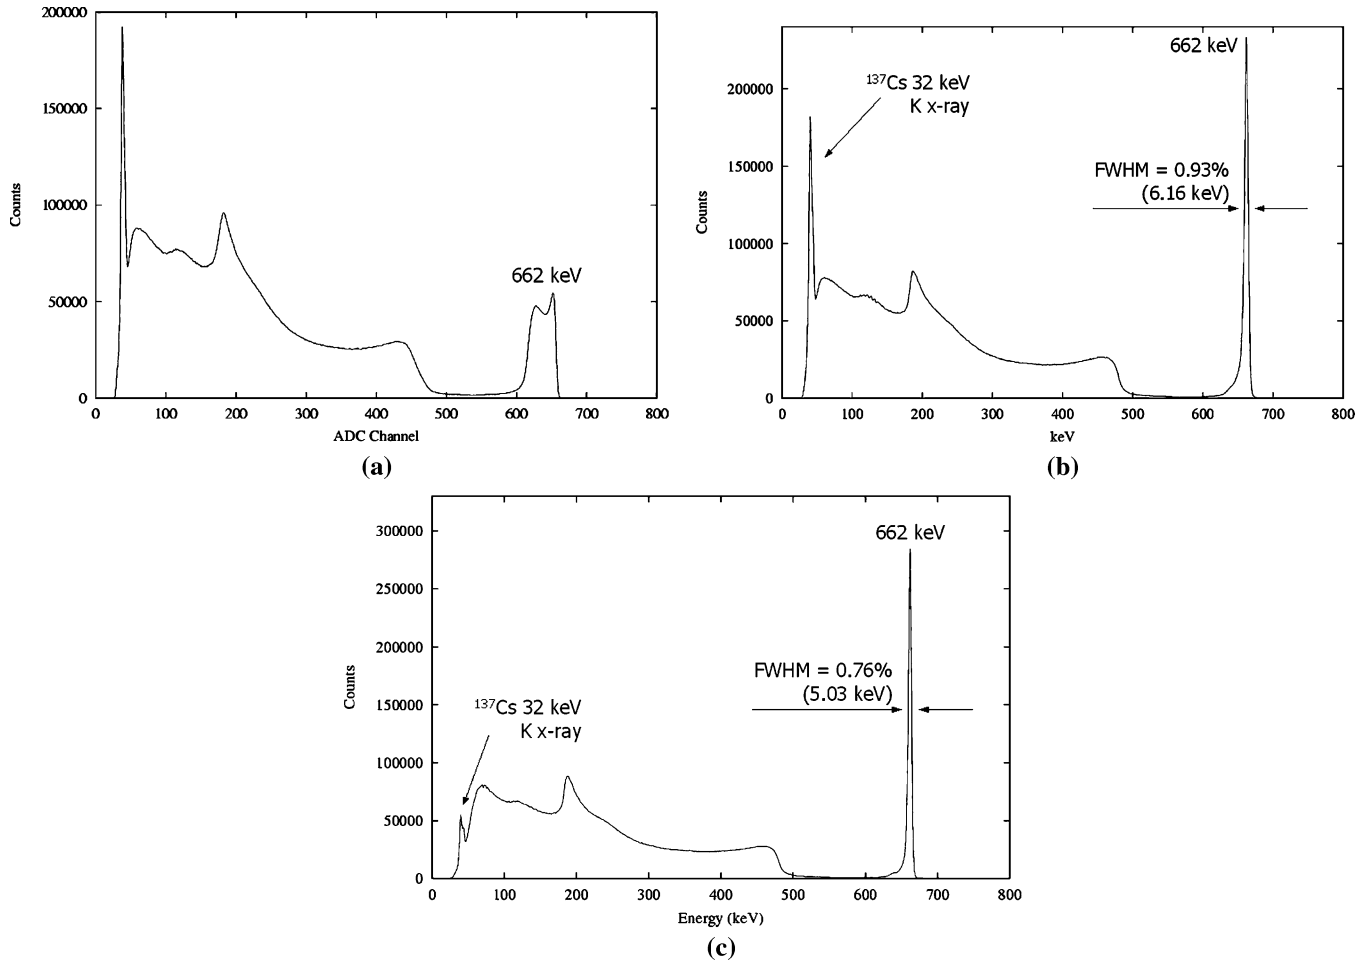 200000
150000
100000
50000
0
Counts
662 keV
0 100 200 300 400 500 600 700 800
ADC Channel
(a)
200000
150000
100000
50000
0
Counts
137Cs 32 keV
K x-ray
662 keV
FWHM = 0.93%
(6.16 keV)
0 100 200 300 400 500 600 700 800
keV
(b)
300000
250000
200000
150000
100000
50000
0
Counts
662 keV
FWHM = 0.76%
(5.03 keV)
137Cs 32 keV
K x-ray
0 100 200 300 400 500 600 700 800
Energy (keV)
(c)